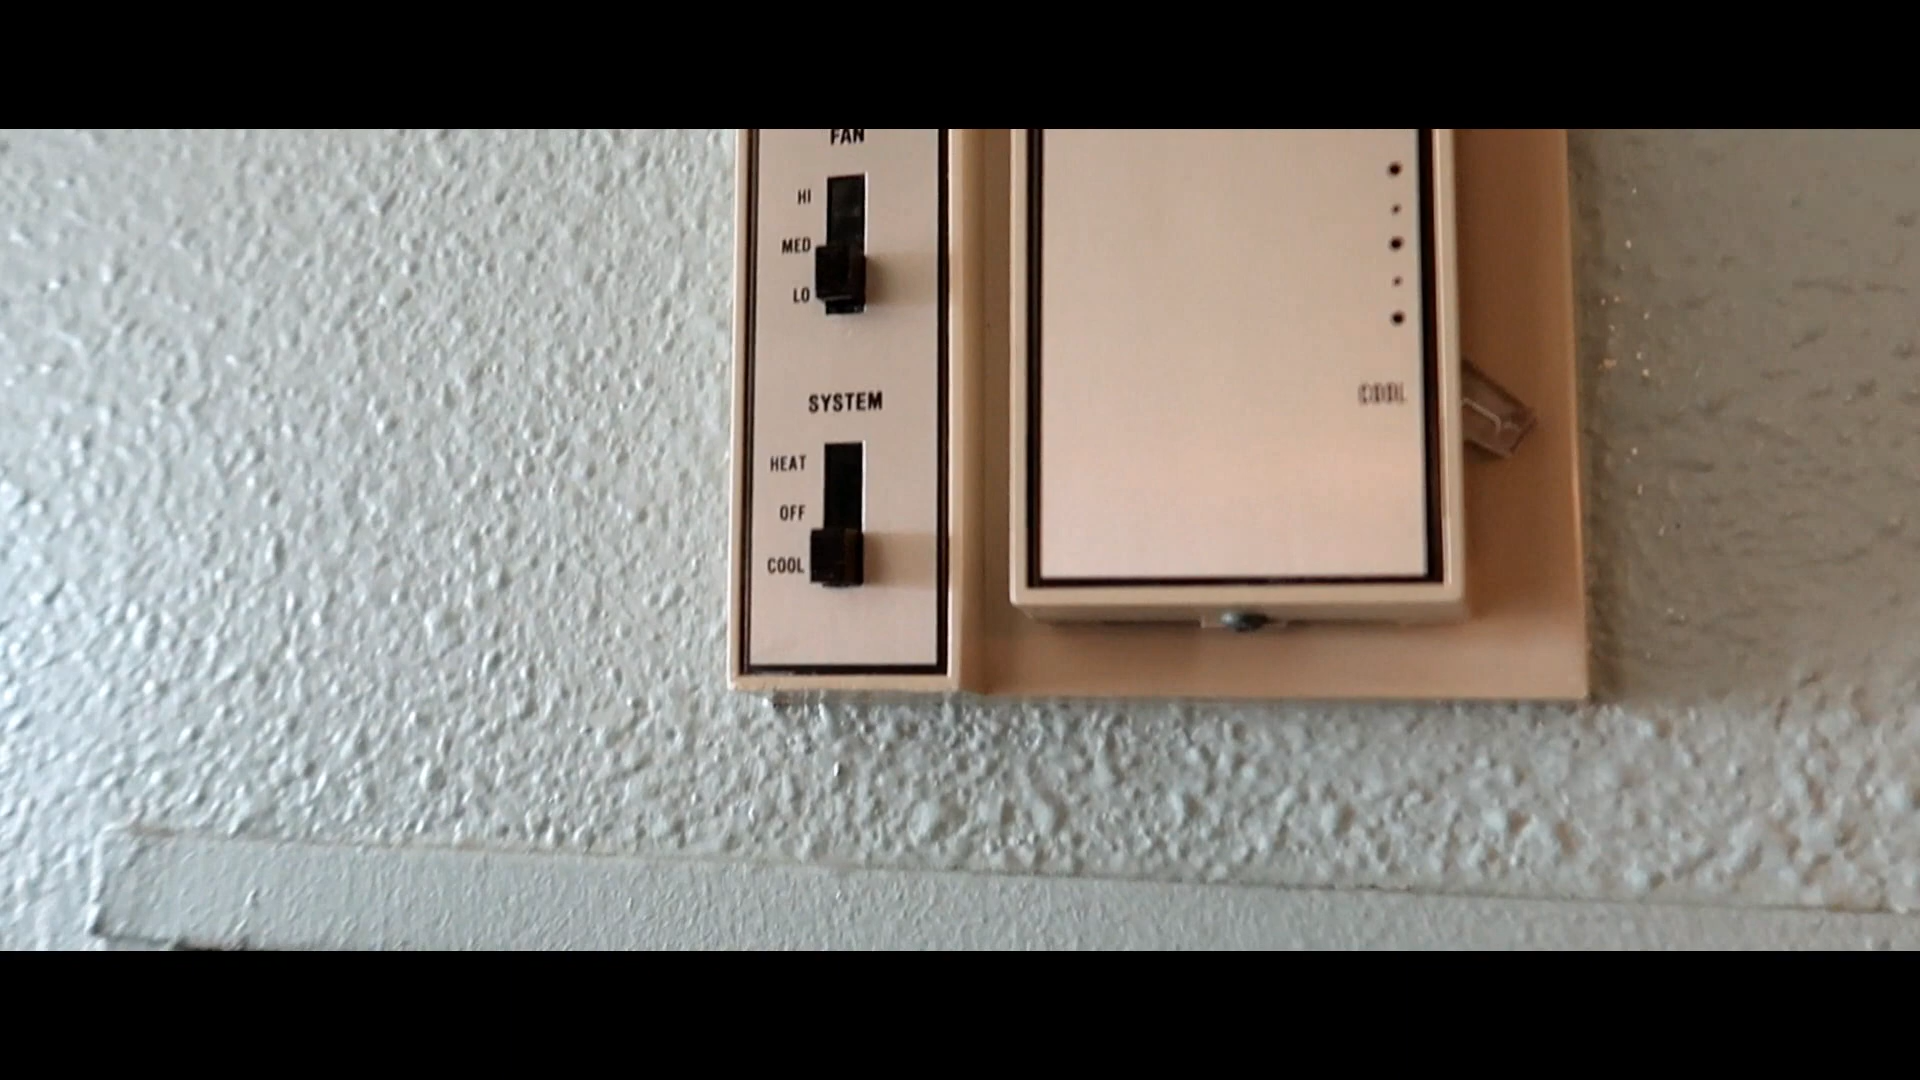 FAN
HI
MED
LO
SYSTEM
HEAT
OFF
COOL
COOL